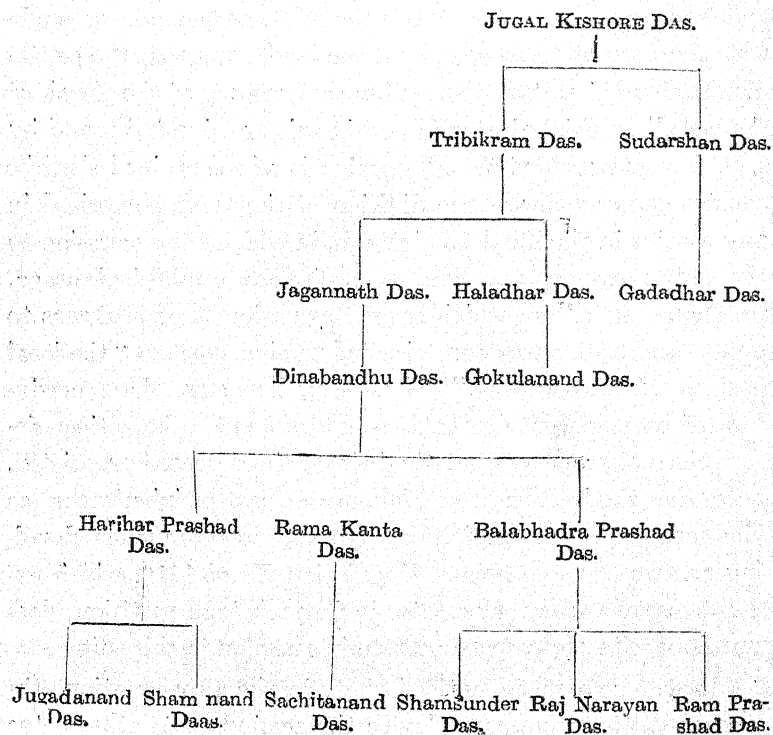 JUGAL KISHORE DAS.
Tribikram Das. Sudarshan Das.
Jagannath Das. Haladhar Das. Gadadhar Das.
Dinabandhu Das. Gokulanand Das.
Harihar Prashad Rama Kanta Balabhadra Prashad
Das. Das. Das.
Jugadanand Sham nand Sachitanand Shamsunder Raj Narayan Ram Pra-
Das. Daas. Das. Das. Das. shad Das.